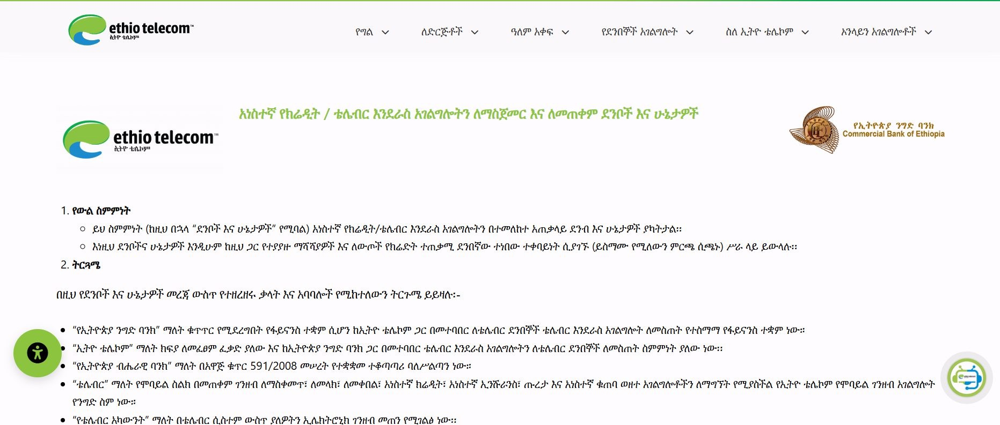 ethio telecom™
ኢትዮ ቴሌኮም
የግል
ለድርጅቶች
ዓለም አቀፍ
የደንበኞች አገልግሎት
ስለ ኢትዮ ቴሌኮም
ኦንላይን አገልግሎቶች
አነስተኛ የክሬዲት / ቴሌብር እንደራስ አገልግሎትን ለማስጀመር እና ለመጠቀም ደንቦች እና ሁኔታዎች
ethio telecom™
ኢትዮ ቴሌኮም
የኢትዮጵያ ንግድ ባንክ
Commercial Bank of Ethiopia
1. የውል ስምምነት
ይህ ስምምነት (ከዚህ በኋላ “ደንቦች እና ሁኔታዎች” የሚባል) አነስተኛ የክሬዲት/ቴሌብር እንደራስ አገልግሎትን በተመለከተ አጠቃላይ ደንብ እና ሁኔታዎች ያካትታል፡፡
እነዚህ ደንቦችና ሁኔታዎች እንዲሁም ከዚህ ጋር የተያያዙ ማሻሻያዎች እና ለውጦች የክሬድት ተጠቃሚ ደንበኛው ተነበው ተቀባይነት ሲያገኙ (ይስማሙ የሚለውን ምርጫ ሲጫኑ) ሥራ ላይ ይውላሉ፡፡
2. ትርጓሜ
በዚህ የደንቦች እና ሁኔታዎች መረጃ ውስጥ የተዘረዘሩ ቃላት እና አባባሎች የሚከተለውን ትርጉሜ ይይዛሉ፡-
“የኢትዮጵያ ንግድ ባንክ” ማለት ቁጥጥር የሚደረግበት የፋይናንስ ተቋም ሲሆን ከኢትዮ ቴሌኮም ጋር በመተባበር ለቴሌብር ደንበኞች ቴሌብር እንደራስ አገልግሎት ለመስጠት የተስማማ የፋይናንስ ተቋም ነው።
“ኢትዮ ቴሌኮም” ማለት ክፍያ ለመፈፀም ፈቃድ ያለው እና ከኢትዮጵያ ንግድ ባንክ ጋር በመተባበር ቴሌብር እንደራስ አገልግሎትን ለቴሌብር ደንበኞች ለመስጠት ስምምነት ያለው ነው፡፡
“የኢትዮጵያ ብሔራዊ ባንክ” ማለት በአዋጅ ቁጥር 591/2008 መሠረት የተቋቋመ ተቆጣጣሪ ባለሥልጣን ነው።
“ቴሌብር” ማለት የሞባይል ስልክ በመጠቀም ገንዘብ ለማስቀመጥ፣ ለመላክ፣ ለመቀበል፣ አነስተኛ ክሬዲት፣ አነስተኛ ኢንሹራንስ፣ ጡረታ እና አነስተኛ ቁጠባ ወዘተ አገልግሎቶችን ለማግኘት የሚያስችል የኢትዮ ቴሌኮም የሞባይል ገንዘብ አገልግሎት
የንግድ ስም ነው።
“የቴሌብር አካውንት” ማለት በቴሌብር ሲስተም ውስጥ ያለዎትን ኢሌክትሮኒክ ገንዘብ መጠን የሚገልፅ ነው፡፡